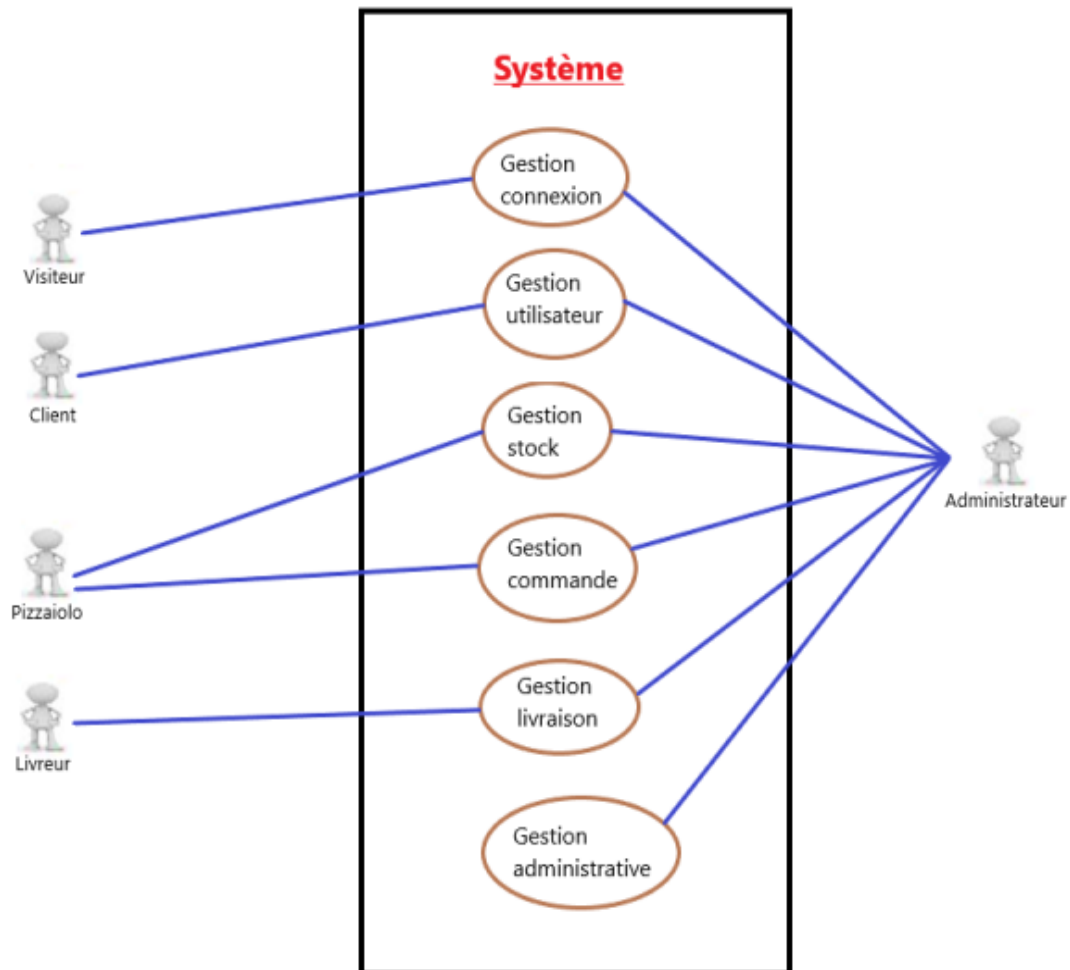 Système
Gestion
connexion
Visiteur
Gestion
utilisateur
Client
Gestion
stock
Administrateur
Gestion
commande
Pizzaiolo
Gestion
livraison
Livreur
Gestion
administrative